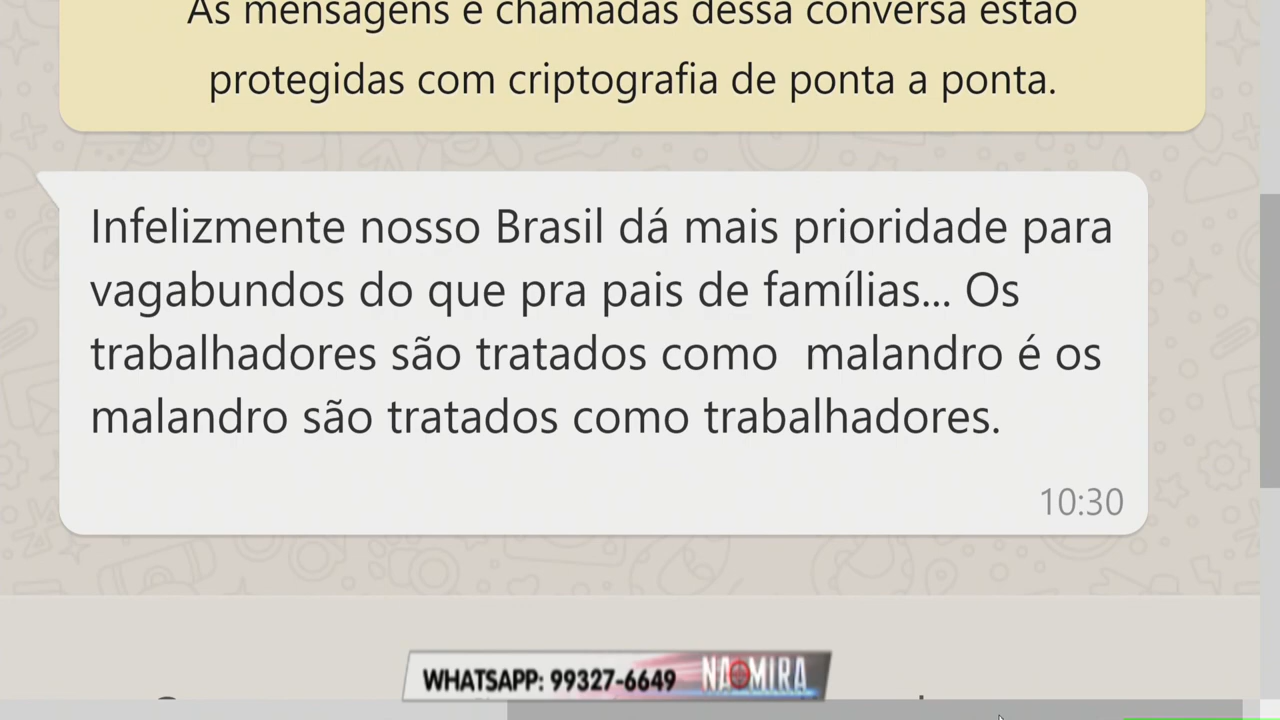 As mensagens e chamadas dessa conversa estão
protegidas com criptografia de ponta a ponta.
Infelizmente nosso Brasil dá mais prioridade para
vagabundos do que pra pais de famílias... Os
trabalhadores são tratados como  malandro é os
malandro são tratados como trabalhadores.
10:30
WHATSAPP: 99327-6649 NA MIRA